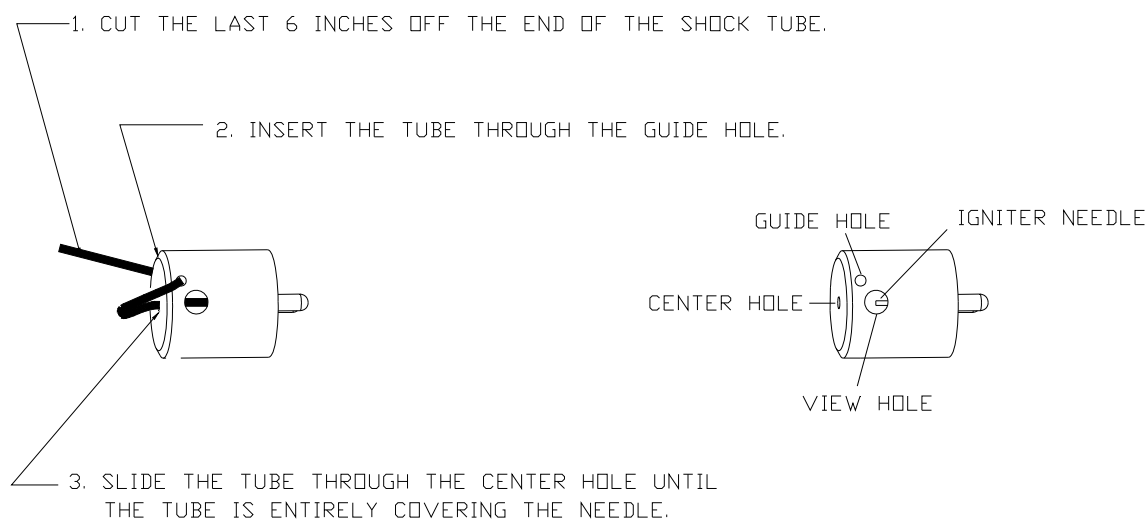 1. CUT THE LAST 6 INCHES OFF THE END OF THE SHOCK TUBE.
2. INSERT THE TUBE THROUGH THE GUIDE HOLE.
GUIDE HOLE
IGNITER NEEDLE
CENTER HOLE
VIEW HOLE
3. SLIDE THE TUBE THROUGH THE CENTER HOLE UNTIL
THE TUBE IS ENTIRELY COVERING THE NEEDLE.